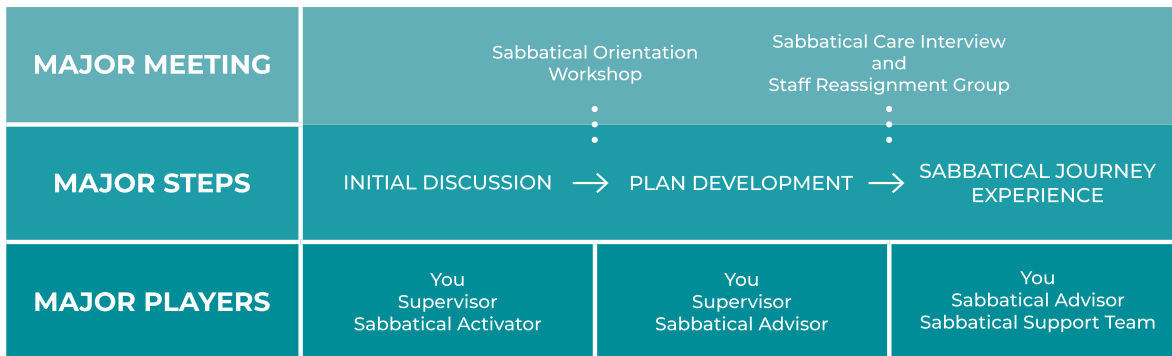 MAJOR MEETING
Sabbatical Orientation
Workshop
Sabbatical Care Interview
and
Staff Reassignment Group
MAJOR STEPS
INITIAL DISCUSSION
PLAN DEVELOPMENT
SABBATICAL JOURNEY
EXPERIENCE
MAJOR PLAYERS
You
Supervisor
Sabbatical Activator
You
Supervisor
Sabbatical Advisor
You
Sabbatical Advisor
Sabbatical Support Team